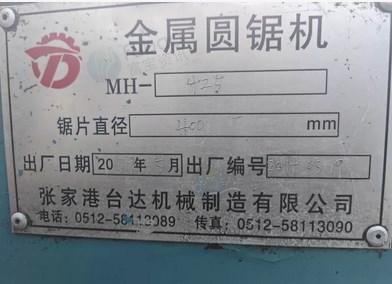 金属圆锯机
MH- 425
锯片直径 400 mm
出厂日期 20 年 月 出厂编号
张家港台达机械制造有限公司
电话：0512-58113089 传真：0512-58113090